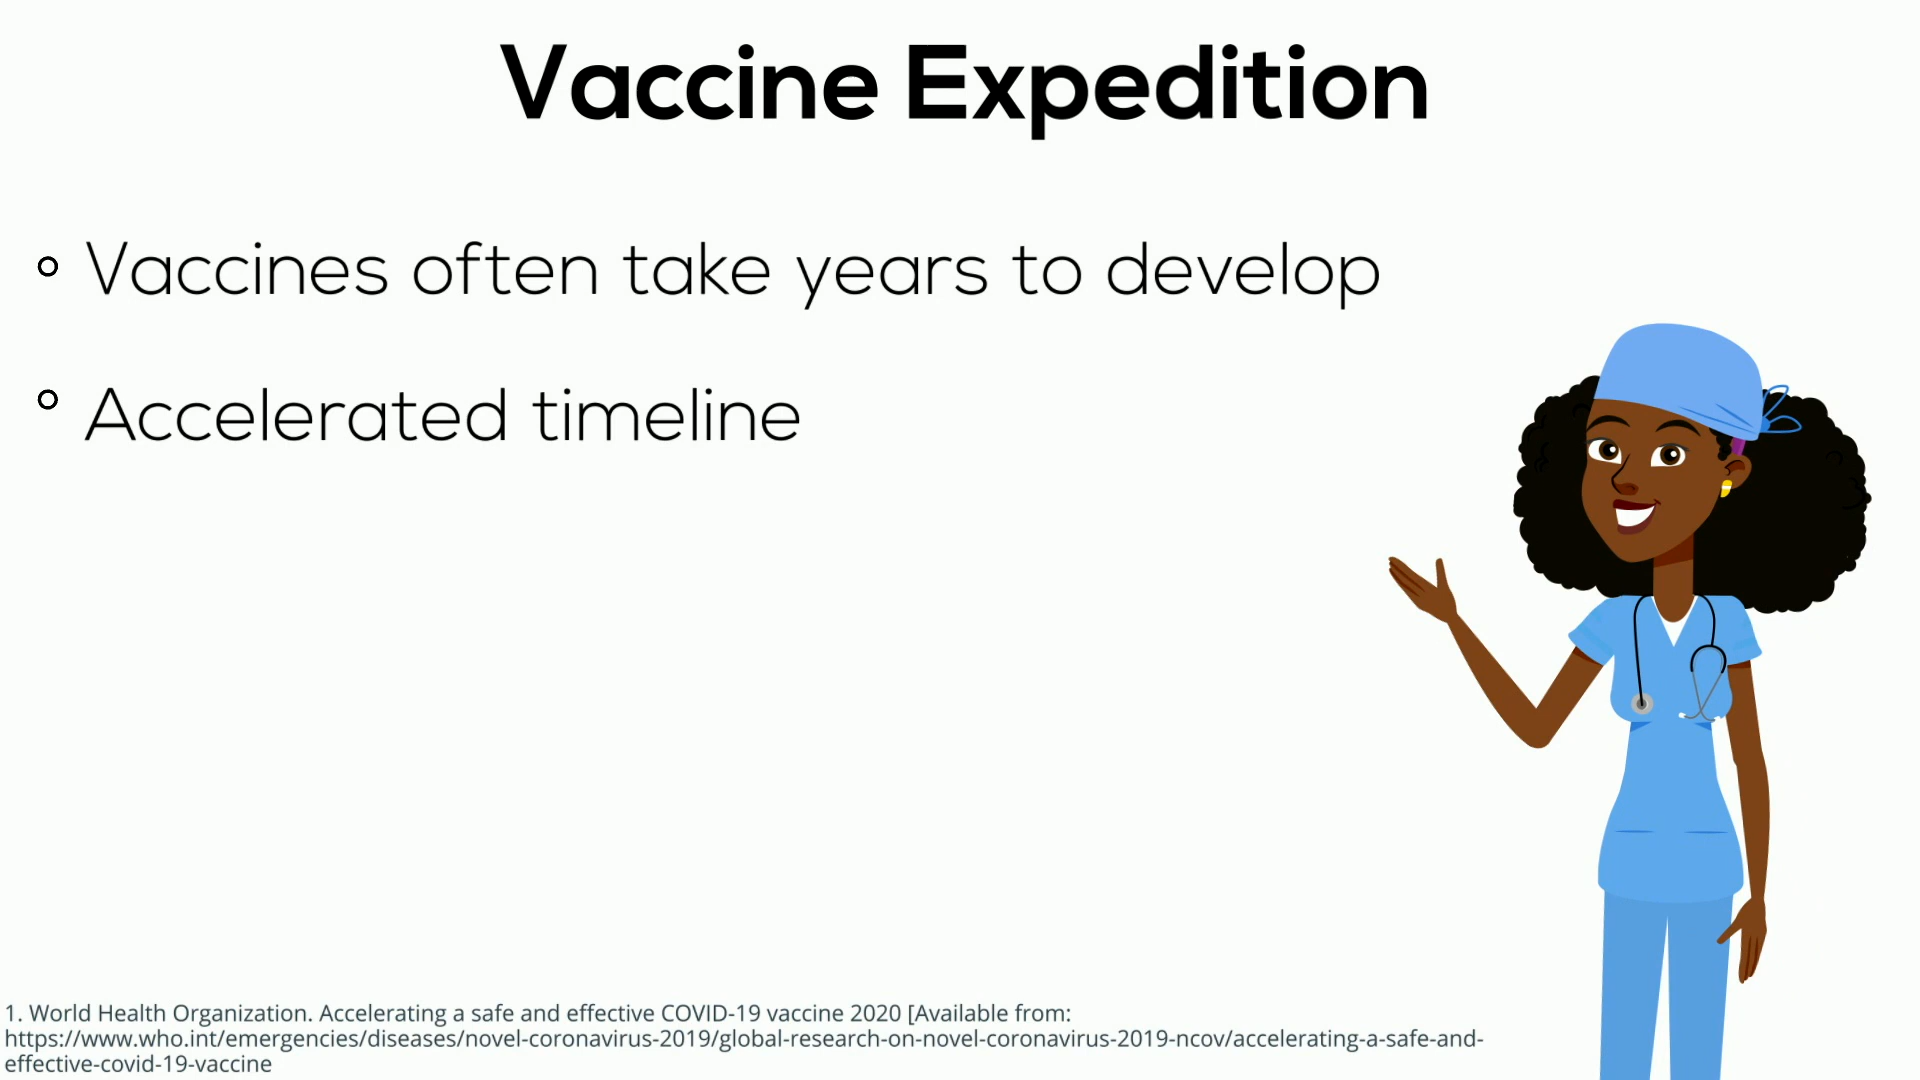 Vaccine Expedition
Vaccines often take years to develop
Accelerated timeline
1. World Health Organization. Accelerating a safe and effective COVID-19 vaccine 2020 [Available from:
https://www.who.int/emergencies/diseases/novel-coronavirus-2019/global-research-on-novel-coronavirus-2019-ncov/accelerating-a-safe-and-
effective-covid-19-vaccine